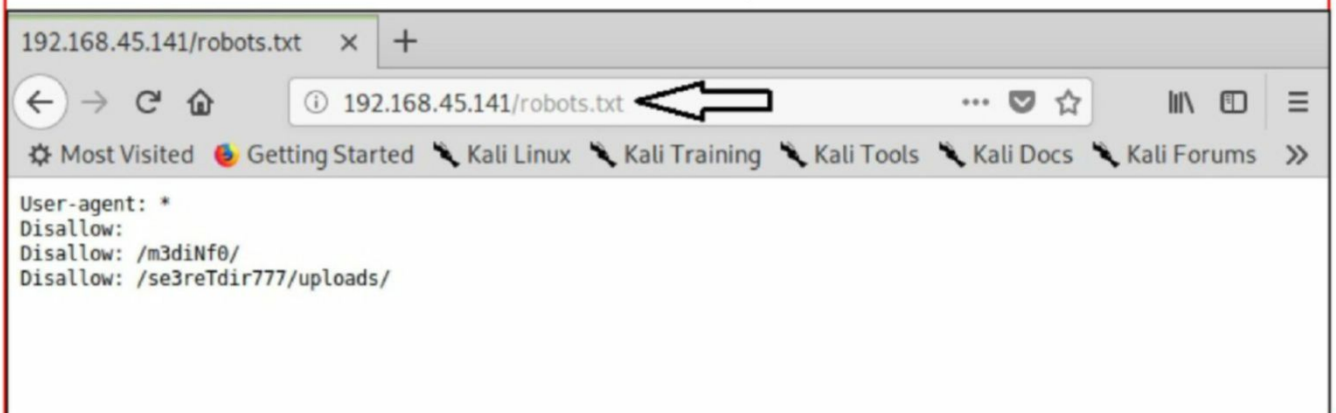 192.168.45.141/robots.txt
192.168.45.141/robots.txt
Most Visited Getting Started Kali Linux Kali Training Kali Tools Kali Docs Kali Forums
User-agent: *
Disallow:
Disallow: /m3diNf0/
Disallow: /se3reTdir777/uploads/